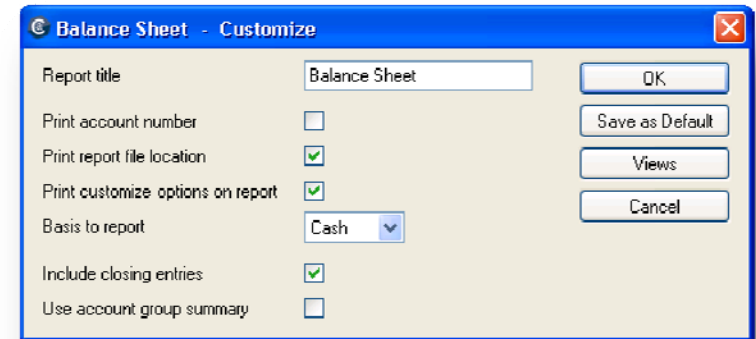 Balance Sheet - Customize
Report title Balance Sheet OK
Print account number Save as Default
Print report file location Views
Print customize options on report Cancel
Basis to report Cash
Include closing entries
Use account group summary